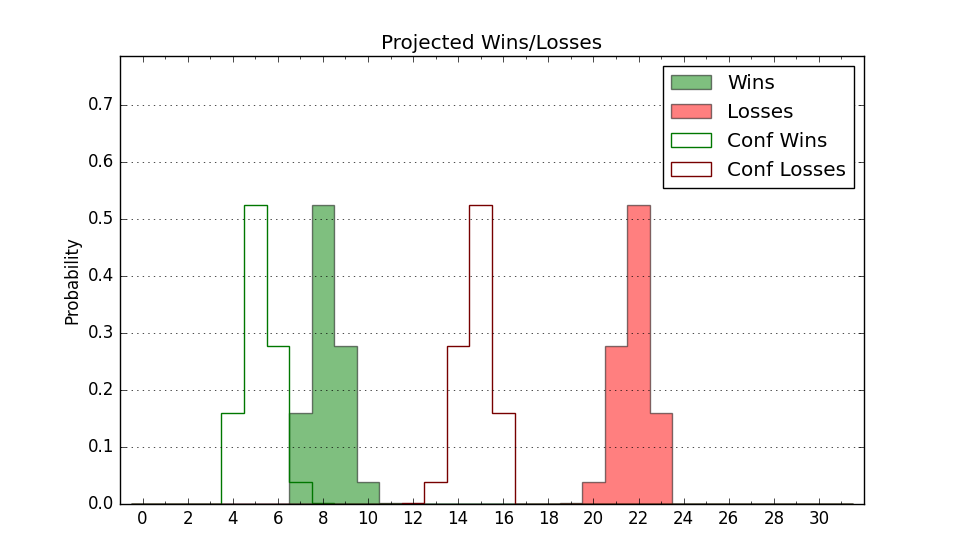 Projected Wins/Losses
Wins
Losses
Conf Wins
Conf Losses
Probability
0.7
0.6
0.5
0.4
0.3
0.2
0.1
0.0
0 2 4 6 8 10 12 14 16 18 20 22 24 26 28 30